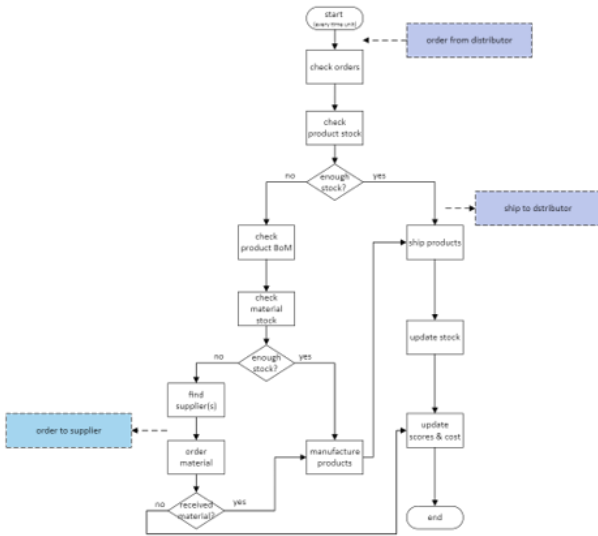 start
(every time unit)
order from distributor
check orders
check
product stock
no
enough
stock?
yes
ship to dstributor
check
product BoM
ship products
check
material
stock
update stock
no
enough
stock?
yes
find
supplier(s)
order to supplier
update
scores & cost
order
material
manufacture
products
no
received
material?
yes
end